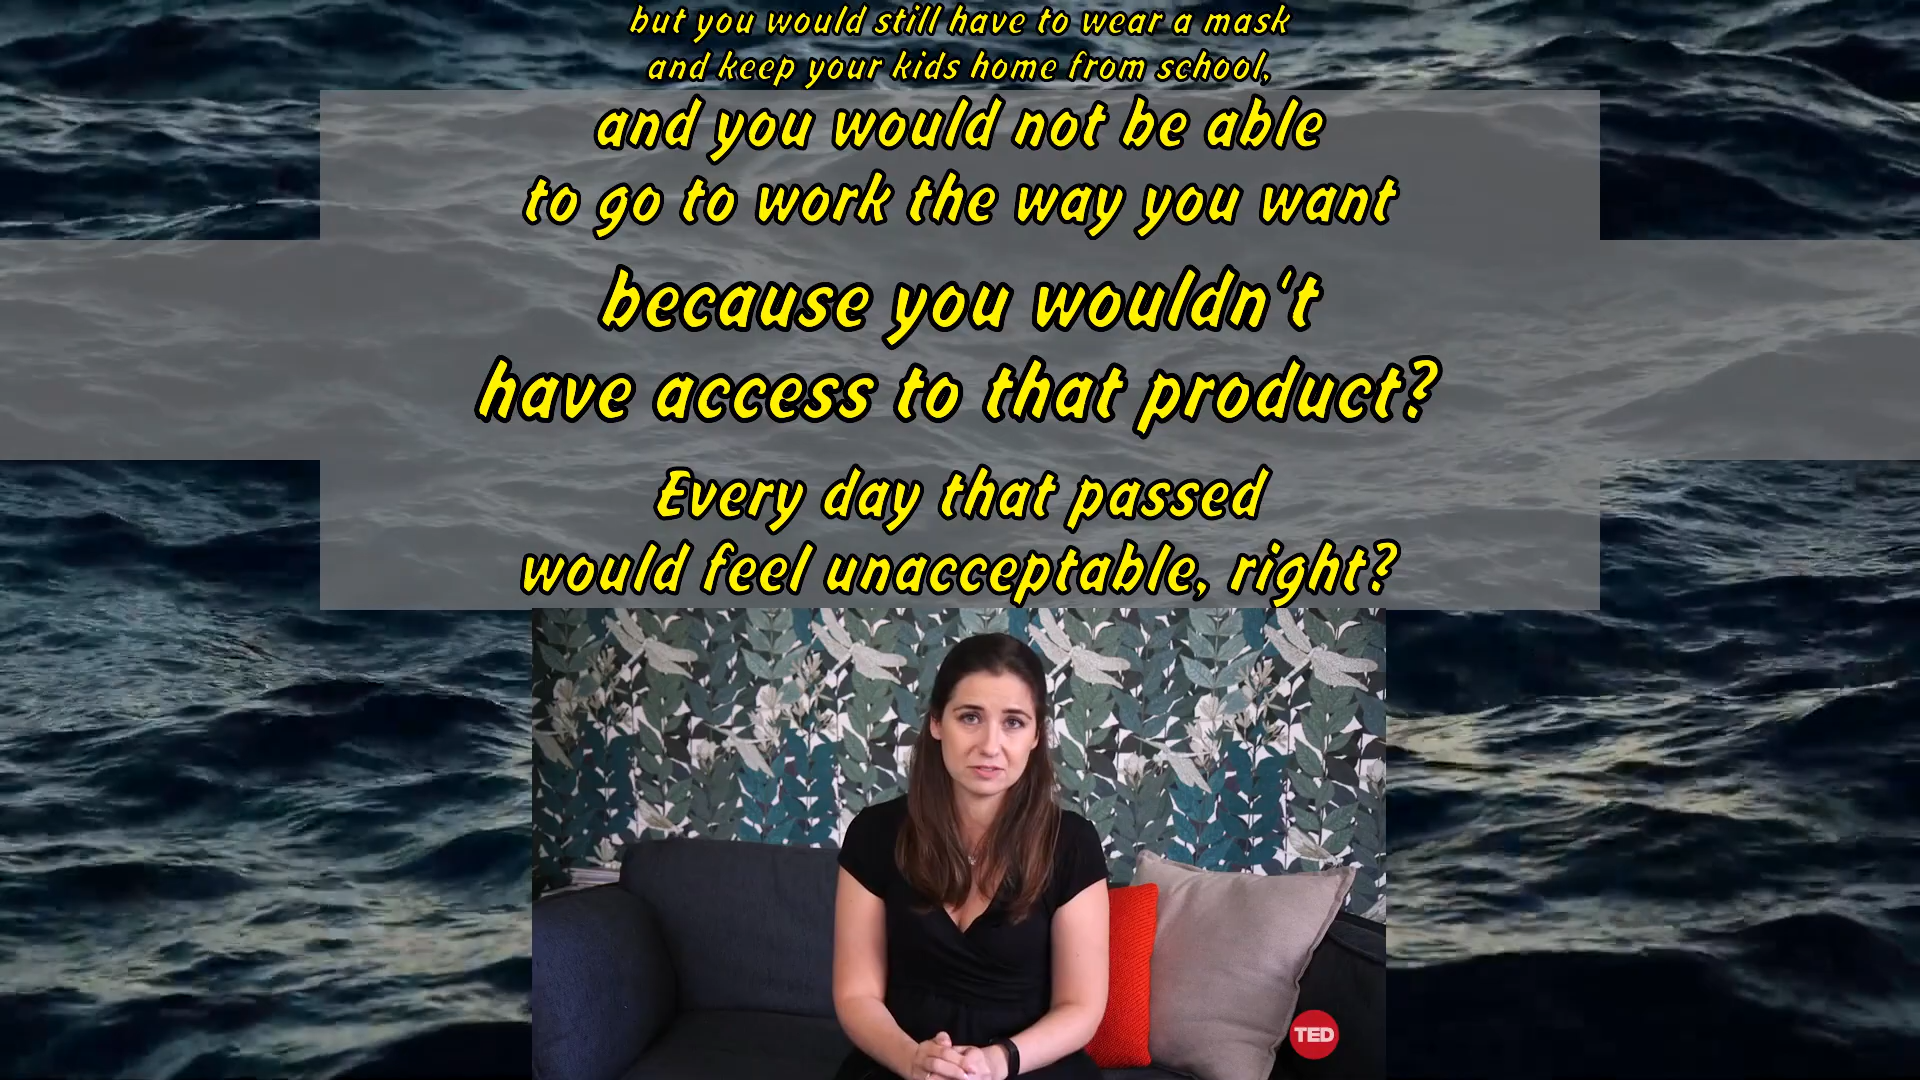 but you would still have to wear a mask
and keep your kids home from school,
and you would not be able
to go to work the way you want
because you wouldn't
have access to that product?
Every day that passed
would feel unacceptable, right?
TED